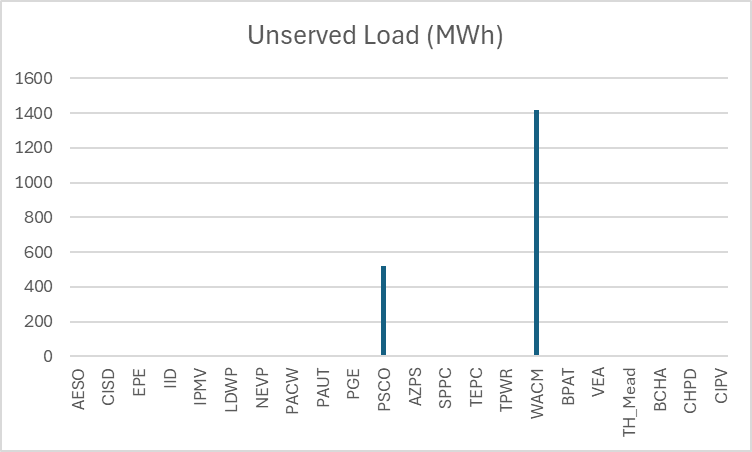 Unserved Load (MWh)
1600
1400
1200
1000
800
600
400
200
0
AESO
CISD
EPE
IID
IPMV
LDWP
NEVP
PACW
PAUT
PGE
PSCO
AZPS
SPPC
TEPC
TPWR
WACM
BPAT
VEA
TH_Mead
BCHA
CHPD
CIPV